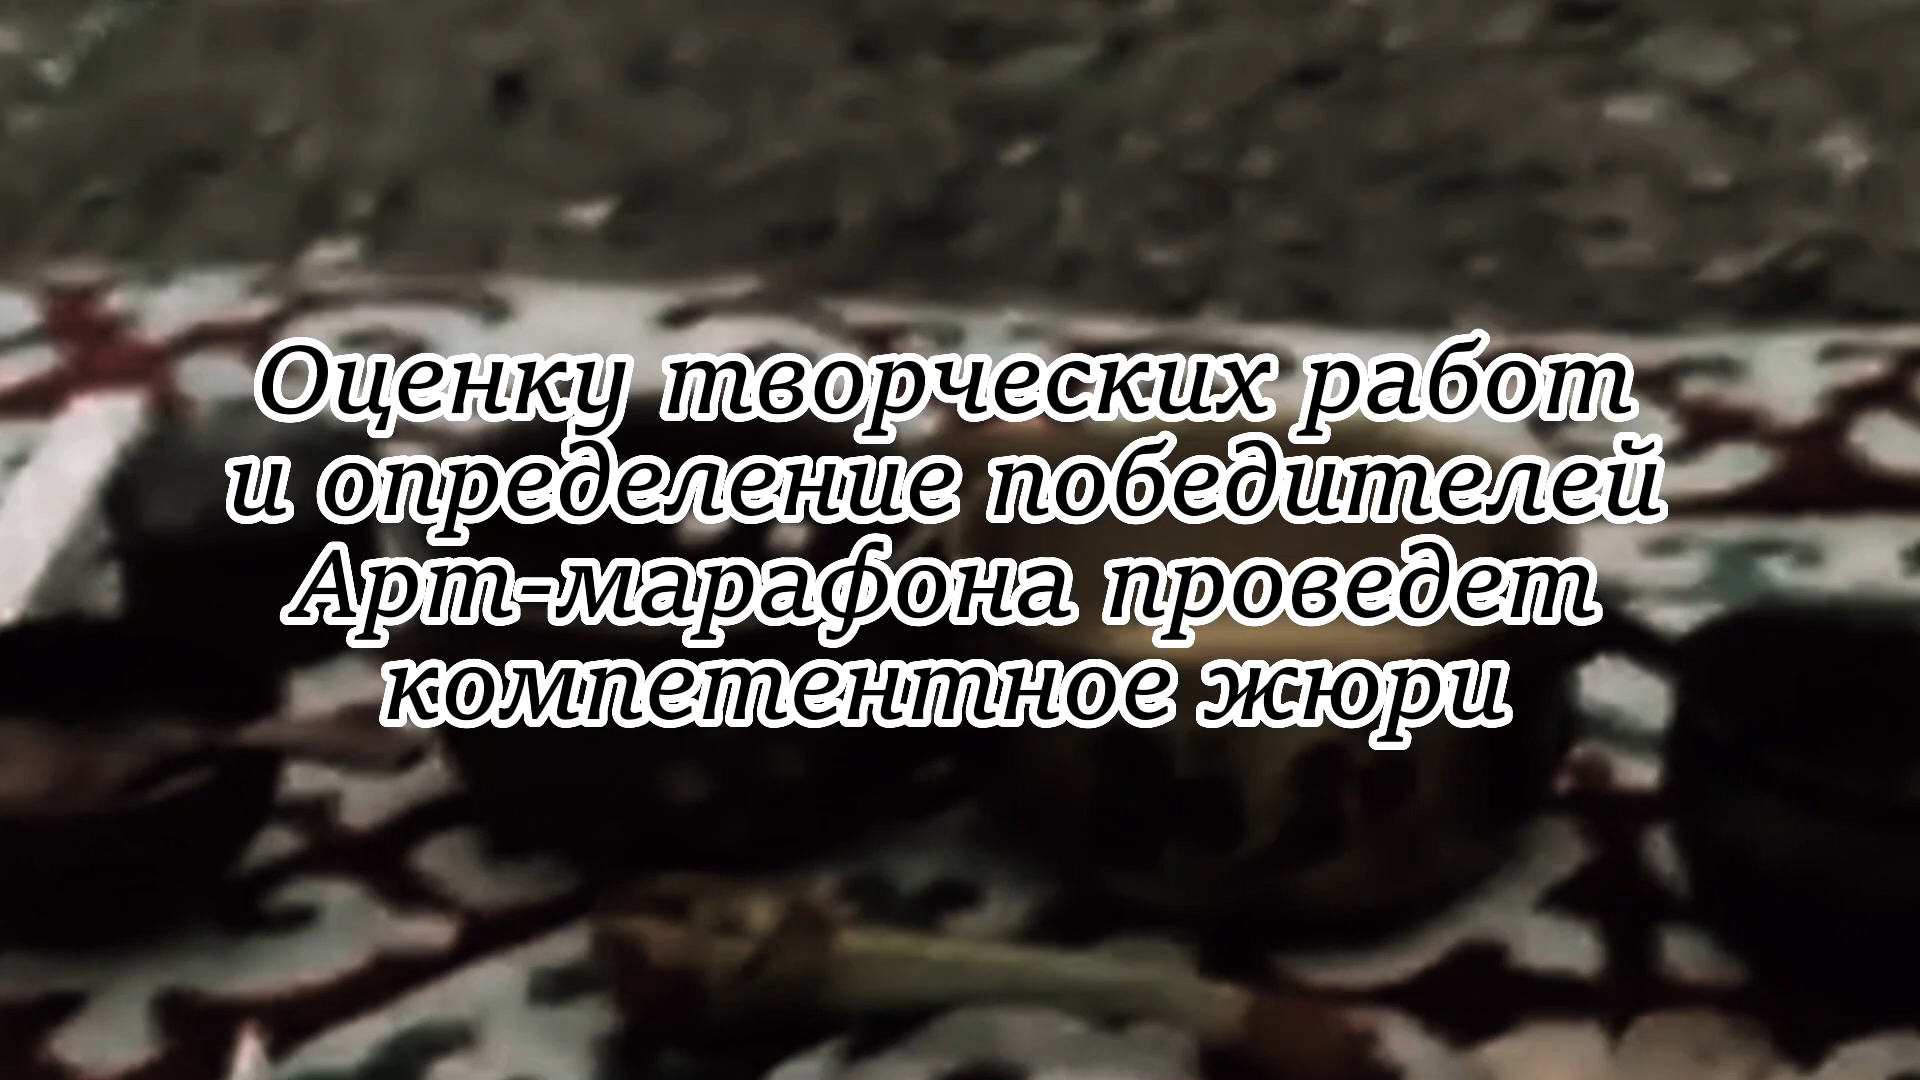 Оценку творческих работ
и определение победителей
Арт-марафона проведет
компетентное жюри